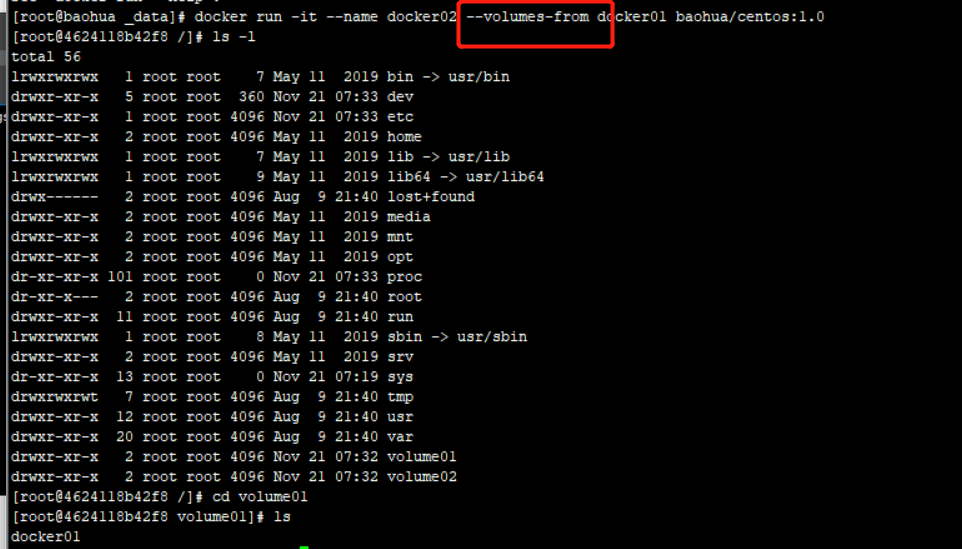 [root@baohua _data]# docker run -it --name docker02 --volumes-from docker01 baohua/centos:1.0
[root@4624118b42f8 /]# ls -l
total 56
lrwxrwxrwx   1 root root    7 May 11  2019 bin -> usr/bin
drwxr-xr-x   5 root root  360 Nov 21 07:33 dev
drwxr-xr-x   1 root root 4096 Nov 21 07:33 etc
drwxr-xr-x   2 root root 4096 May 11  2019 home
lrwxrwxrwx   1 root root    7 May 11  2019 lib -> usr/lib
lrwxrwxrwx   1 root root    9 May 11  2019 lib64 -> usr/lib64
drwx------   2 root root 4096 Aug  9 21:40 lost+found
drwxr-xr-x   2 root root 4096 May 11  2019 media
drwxr-xr-x   2 root root 4096 May 11  2019 mnt
drwxr-xr-x   2 root root 4096 May 11  2019 opt
dr-xr-xr-x 101 root root    0 Nov 21 07:33 proc
dr-xr-x---   2 root root 4096 Aug  9 21:40 root
drwxr-xr-x  11 root root 4096 Aug  9 21:40 run
lrwxrwxrwx   1 root root    8 May 11  2019 sbin -> usr/sbin
drwxr-xr-x   2 root root 4096 May 11  2019 srv
dr-xr-xr-x  13 root root    0 Nov 21 07:19 sys
drwxrwxrwt   7 root root 4096 Aug  9 21:40 tmp
drwxr-xr-x  12 root root 4096 Aug  9 21:40 usr
drwxr-xr-x  20 root root 4096 Aug  9 21:40 var
drwxr-xr-x   2 root root 4096 Nov 21 07:32 volume01
drwxr-xr-x   2 root root 4096 Nov 21 07:32 volume02
[root@4624118b42f8 /]# cd volume01
[root@4624118b42f8 volume01]# ls
docker01